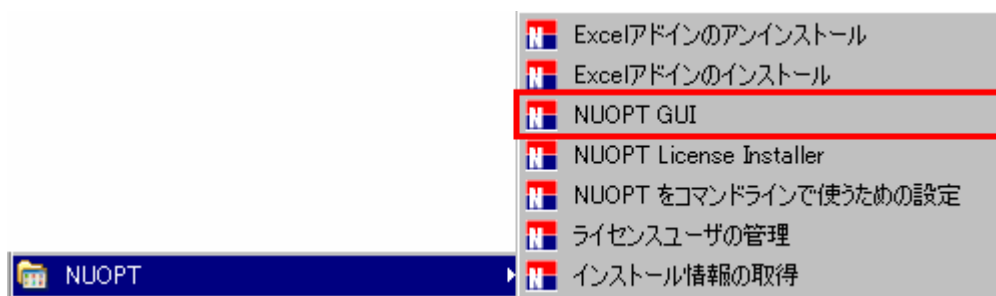 Excelアドインのアンインストール
Excelアドインのインストール
NUOPT GUI
NUOPT License Installer
NUOPT をコマンドラインで使うための設定
ライセンスユーザの管理
NUOPT
インストール情報の取得